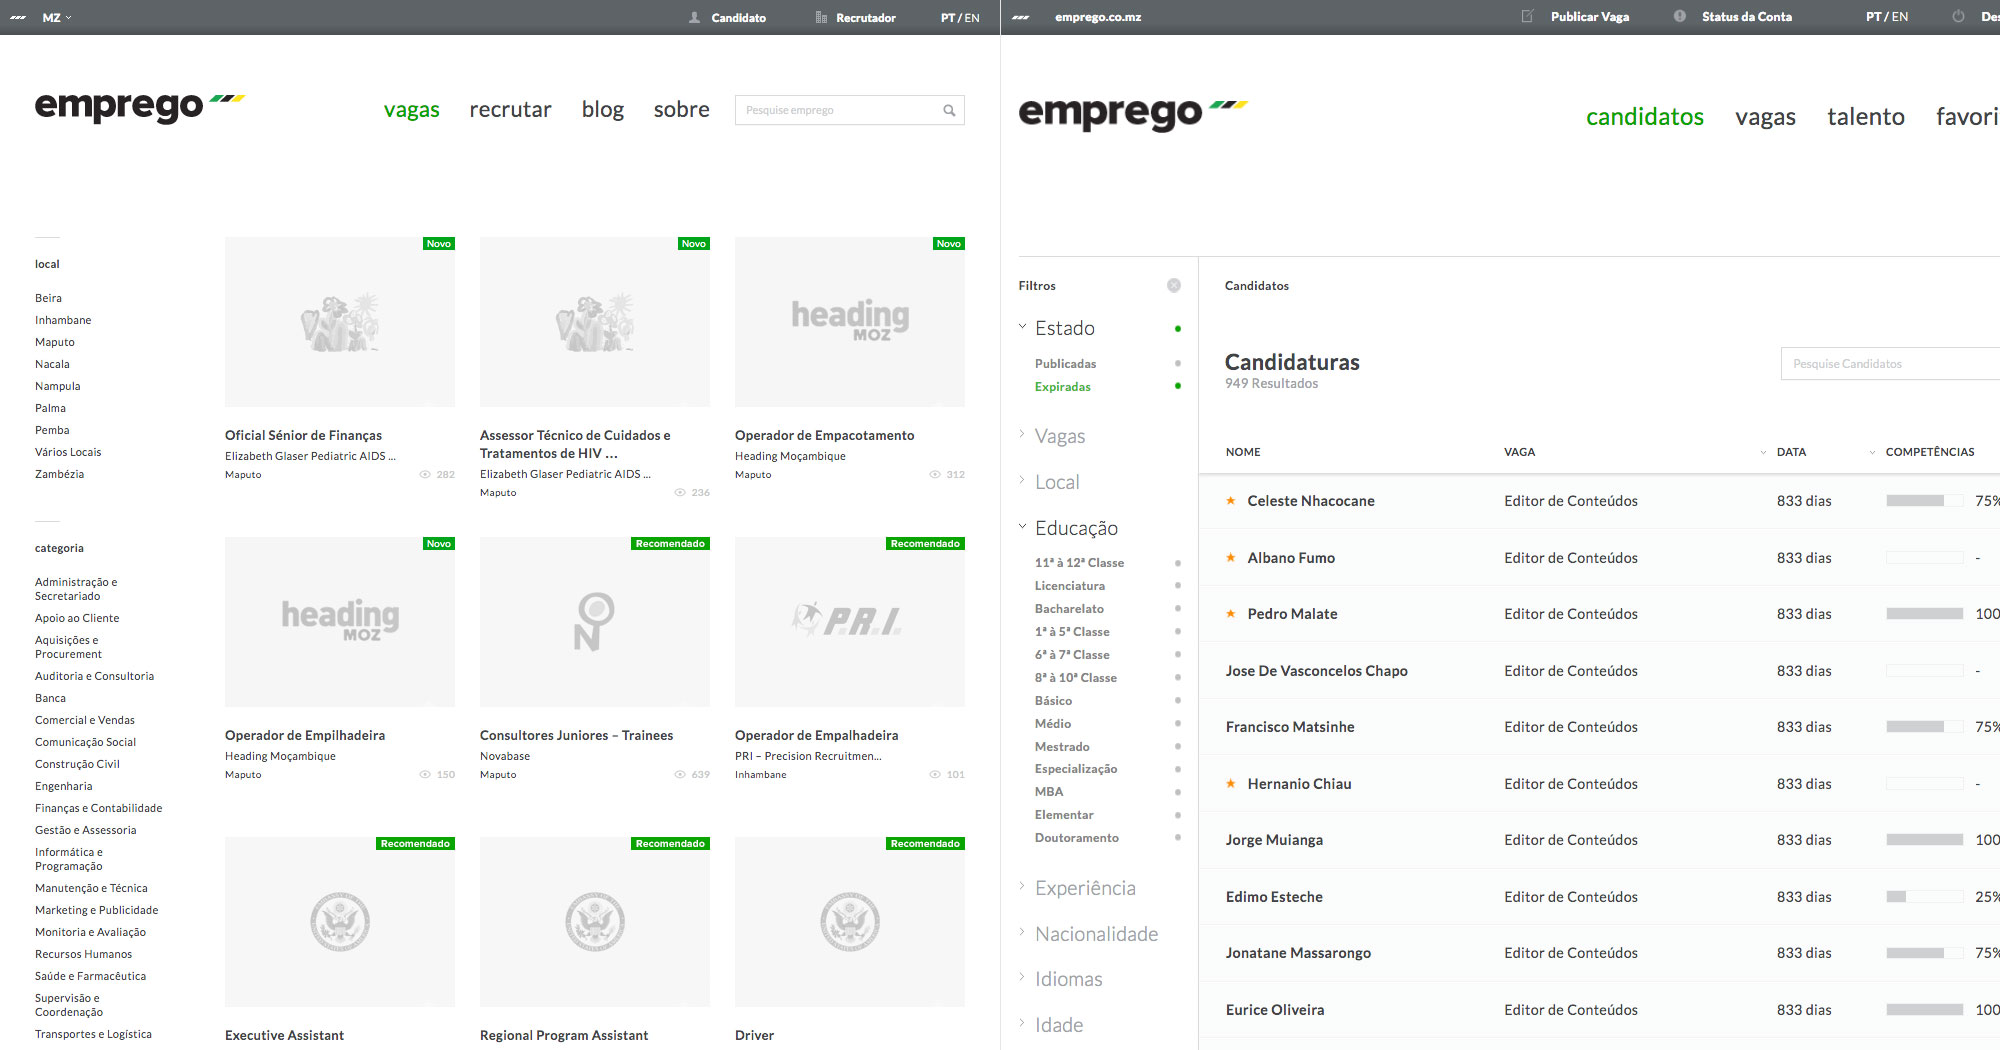 MZ
Candidato
Recrutador
PT / EN
emprego
vagas
recrutar
blog
sobre
Pesquise emprego
local
Beira
Inhambane
Maputo
Nacala
Nampula
Palma
Pemba
Vários Locais
Zambézia
categoria
Administração e
Secretariado
Apoio ao Cliente
Aquisições e
Procurement
Auditoria e Consultoria
Banca
Comercial e Vendas
Comunicação Social
Construção Civil
Engenharia
Finanças e Contabilidade
Gestão e Assessoria
Informática e
Programação
Manutenção e Técnica
Marketing e Publicidade
Monitoria e Avaliação
Recursos Humanos
Saúde e Farmacêutica
Supervisão e
Coordenação
Transportes e Logística
Novo
Oficial Sénior de Finanças
Elizabeth Glaser Pediatric AIDS ...
Maputo
282
Novo
Assessor Técnico de Cuidados e
Tratamentos de HIV ...
Elizabeth Glaser Pediatric AIDS ...
Maputo
236
Novo
heading
MOZ
Operador de Empacotamento
Heading Moçambique
Maputo
312
Novo
heading
MOZ
Operador de Empilhadeira
Heading Moçambique
Maputo
150
Recomendado
N
Consultores Juniores – Trainees
Novabase
Maputo
639
Recomendado
P.R.I.
Operador de Empalhadeira
PRI – Precision Recruitmen...
Inhambane
101
Recomendado
Executive Assistant
Recomendado
Regional Program Assistant
Recomendado
Driver
emprego.co.mz
Publicar Vaga
Status da Conta
PT / EN
Des
emprego
candidatos
vagas
talento
favori
Filtros
Estado
Publicadas
Expiradas
Vagas
Local
Educação
11ª à 12ª Classe
Licenciatura
Bacharelato
1ª à 5ª Classe
6ª à 7ª Classe
8ª à 10ª Classe
Básico
Médio
Mestrado
Especialização
MBA
Elementar
Doutoramento
Experiência
Nacionalidade
Idiomas
Idade
Candidatos
Candidaturas
949 Resultados
Pesquise Candidatos
NOME VAGA DATA COMPETÊNCIAS
Celeste Nhacocane Editor de Conteúdos 833 dias 75%
Albano Fumo Editor de Conteúdos 833 dias -
Pedro Malate Editor de Conteúdos 833 dias 100
Jose De Vasconcelos Chapo Editor de Conteúdos 833 dias -
Francisco Matsinhe Editor de Conteúdos 833 dias 75%
Hernanio Chiau Editor de Conteúdos 833 dias -
Jorge Muianga Editor de Conteúdos 833 dias 100
Edimo Esteche Editor de Conteúdos 833 dias 25%
Jonatane Massarongo Editor de Conteúdos 833 dias 75%
Eurice Oliveira Editor de Conteúdos 833 dias 100